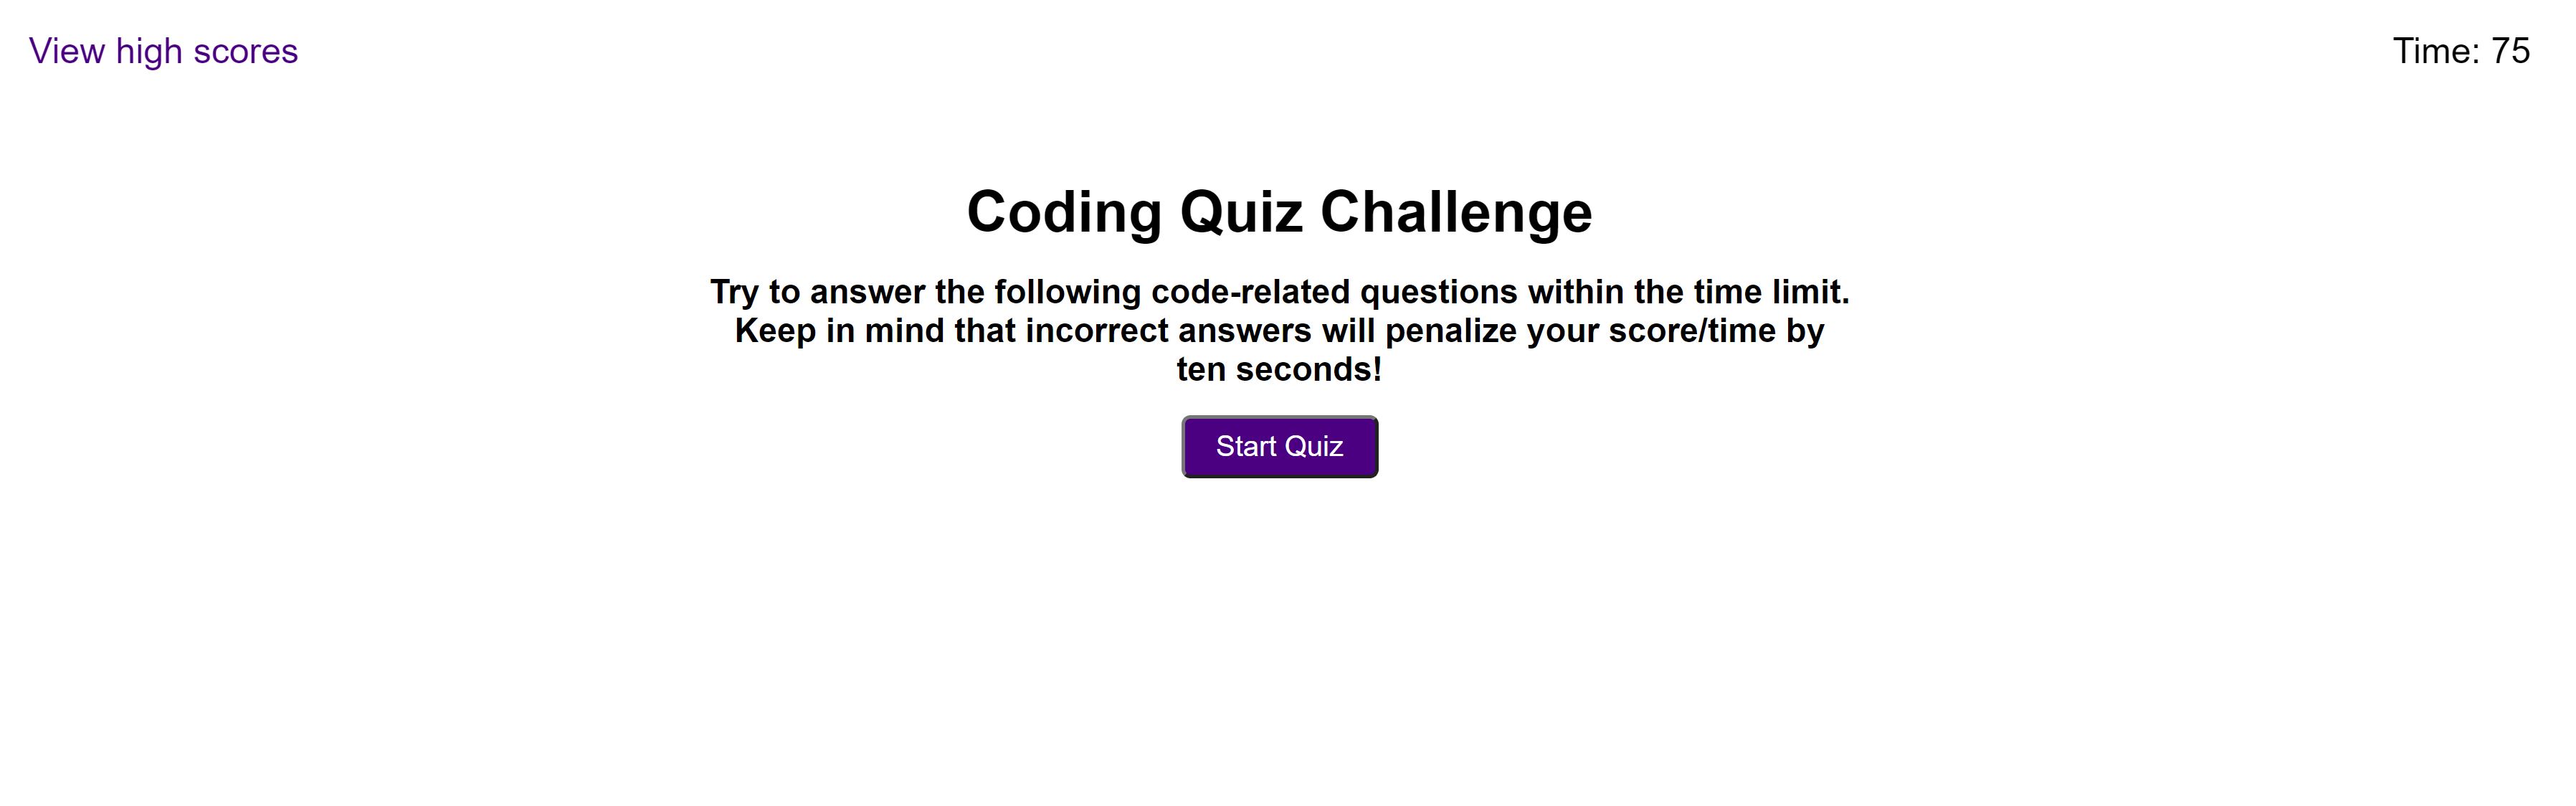 View high scores
Time: 75
Coding Quiz Challenge
Try to answer the following code-related questions within the time limit.
Keep in mind that incorrect answers will penalize your score/time by
ten seconds!
Start Quiz